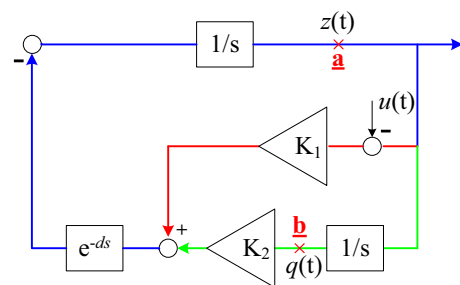 z(t)
-
1/s
a
u(t)
-
K₁
+
b
e^-ds
K₂
1/s
q(t)